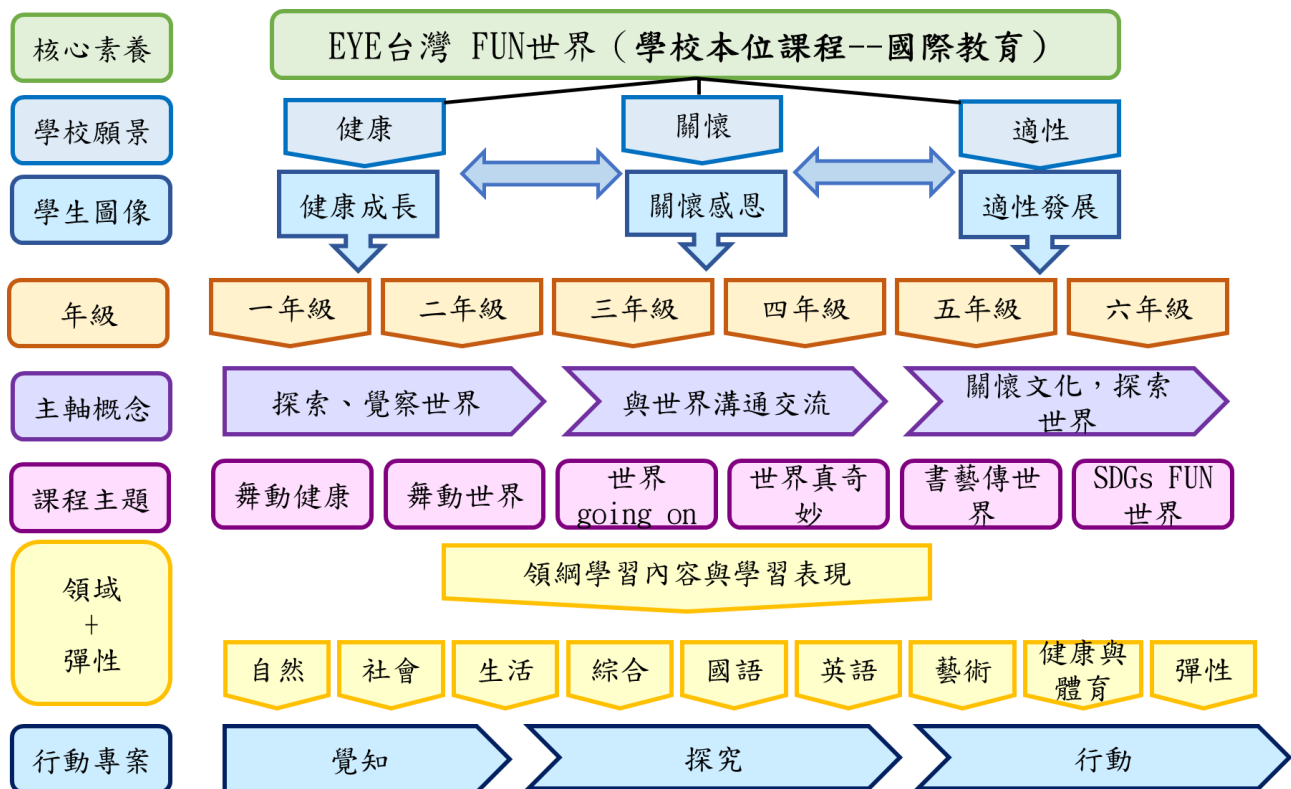 核心素養
EYE台灣 FUN世界（學校本位課程--國際教育）
學校願景
健康
關懷
適性
學生圖像
健康成長
關懷感恩
適性發展
年級
一年級
二年級
三年級
四年級
五年級
六年級
主軸概念
探索、覺察世界
與世界溝通交流
關懷文化，探索
世界
課程主題
舞動健康
舞動世界
世界
going on
世界真奇
妙
書藝傳世
界
SDGs FUN
世界
領域
+
彈性
領綱學習內容與學習表現
自然
社會
生活
綜合
國語
英語
藝術
健康與
體育
彈性
行動專案
覺知
探究
行動